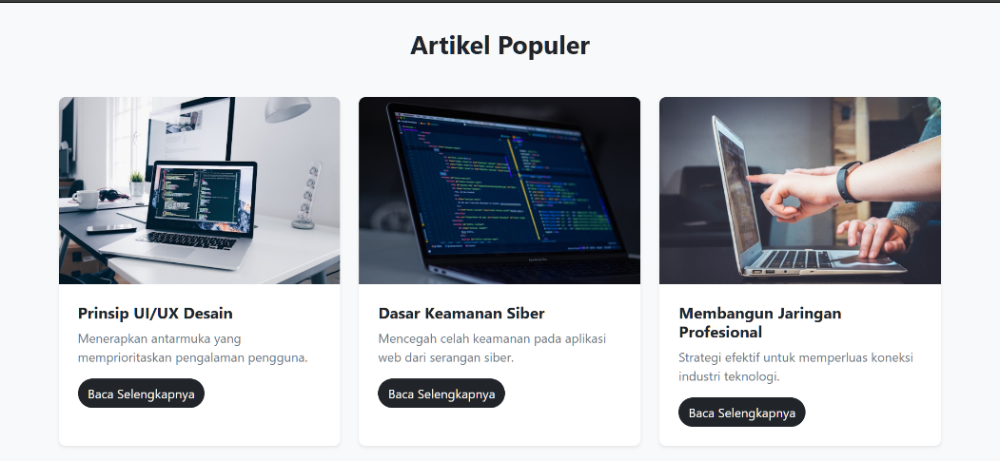 Artikel Populer
Prinsip UI/UX Desain
Menerapkan antarmuka yang
memprioritaskan pengalaman pengguna.
Baca Selengkapnya
Dasar Keamanan Siber
Mencegah celah keamanan pada aplikasi
web dari serangan siber.
Baca Selengkapnya
Membangun Jaringan
Profesional
Strategi efektif untuk memperluas koneksi
industri teknologi.
Baca Selengkapnya